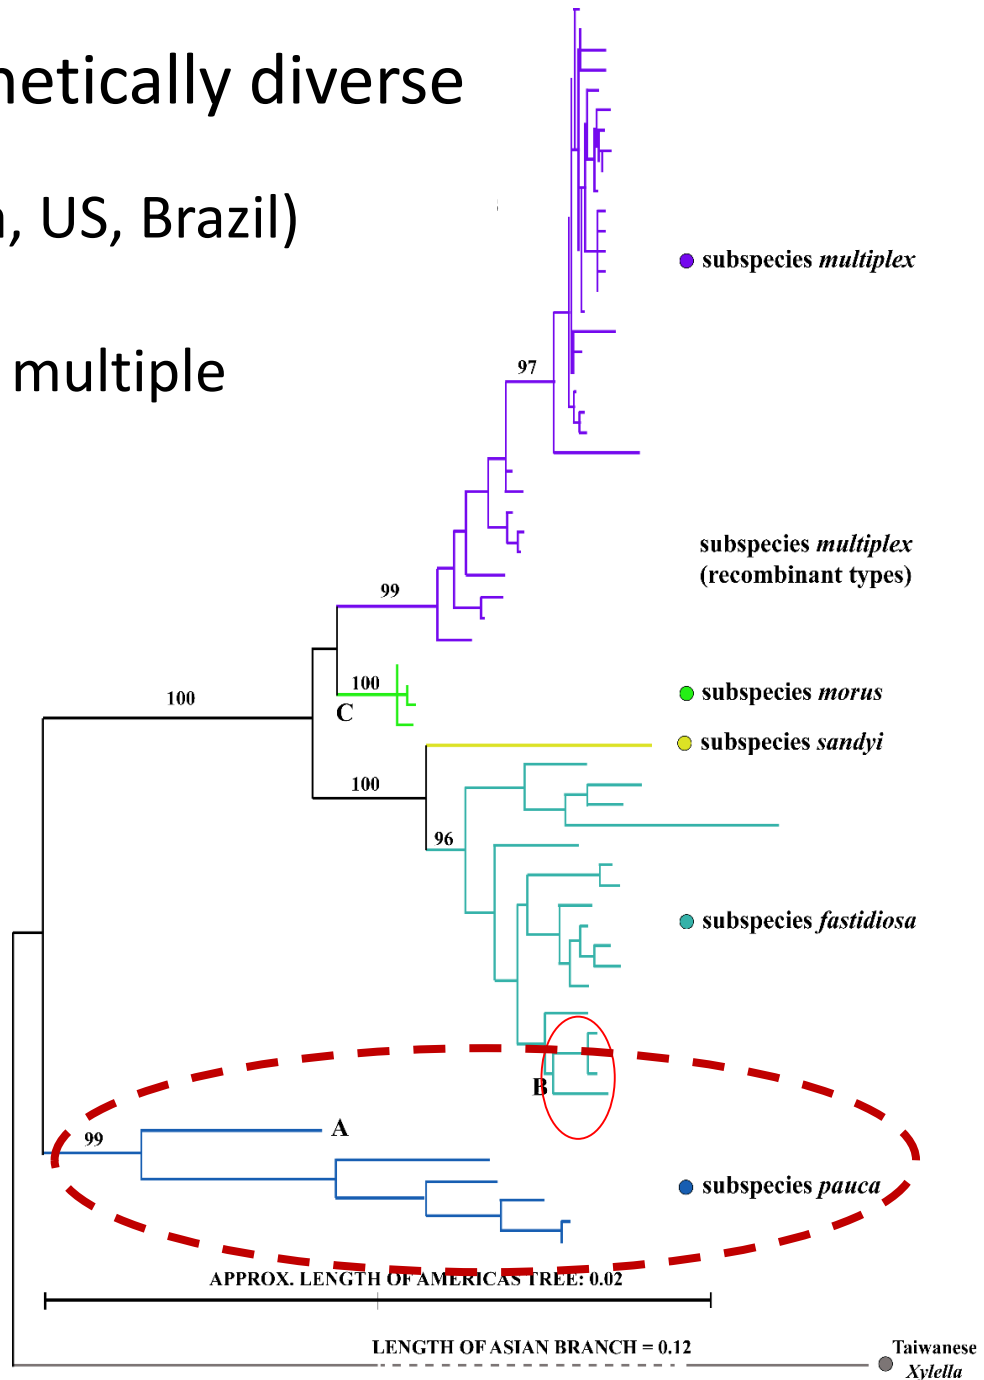 netically diverse
, US, Brazil)
multiple
97
subspecies multiplex
subspecies multiplex
(recombinant types)
99
100
C
subspecies morus
100
subspecies sandyi
100
96
subspecies fastidiosa
B
A
99
subspecies pauca
APPROX. LENGTH OF AMERICAS TREE: 0.02
LENGTH OF ASIAN BRANCH = 0.12
Taiwanese
Xylella